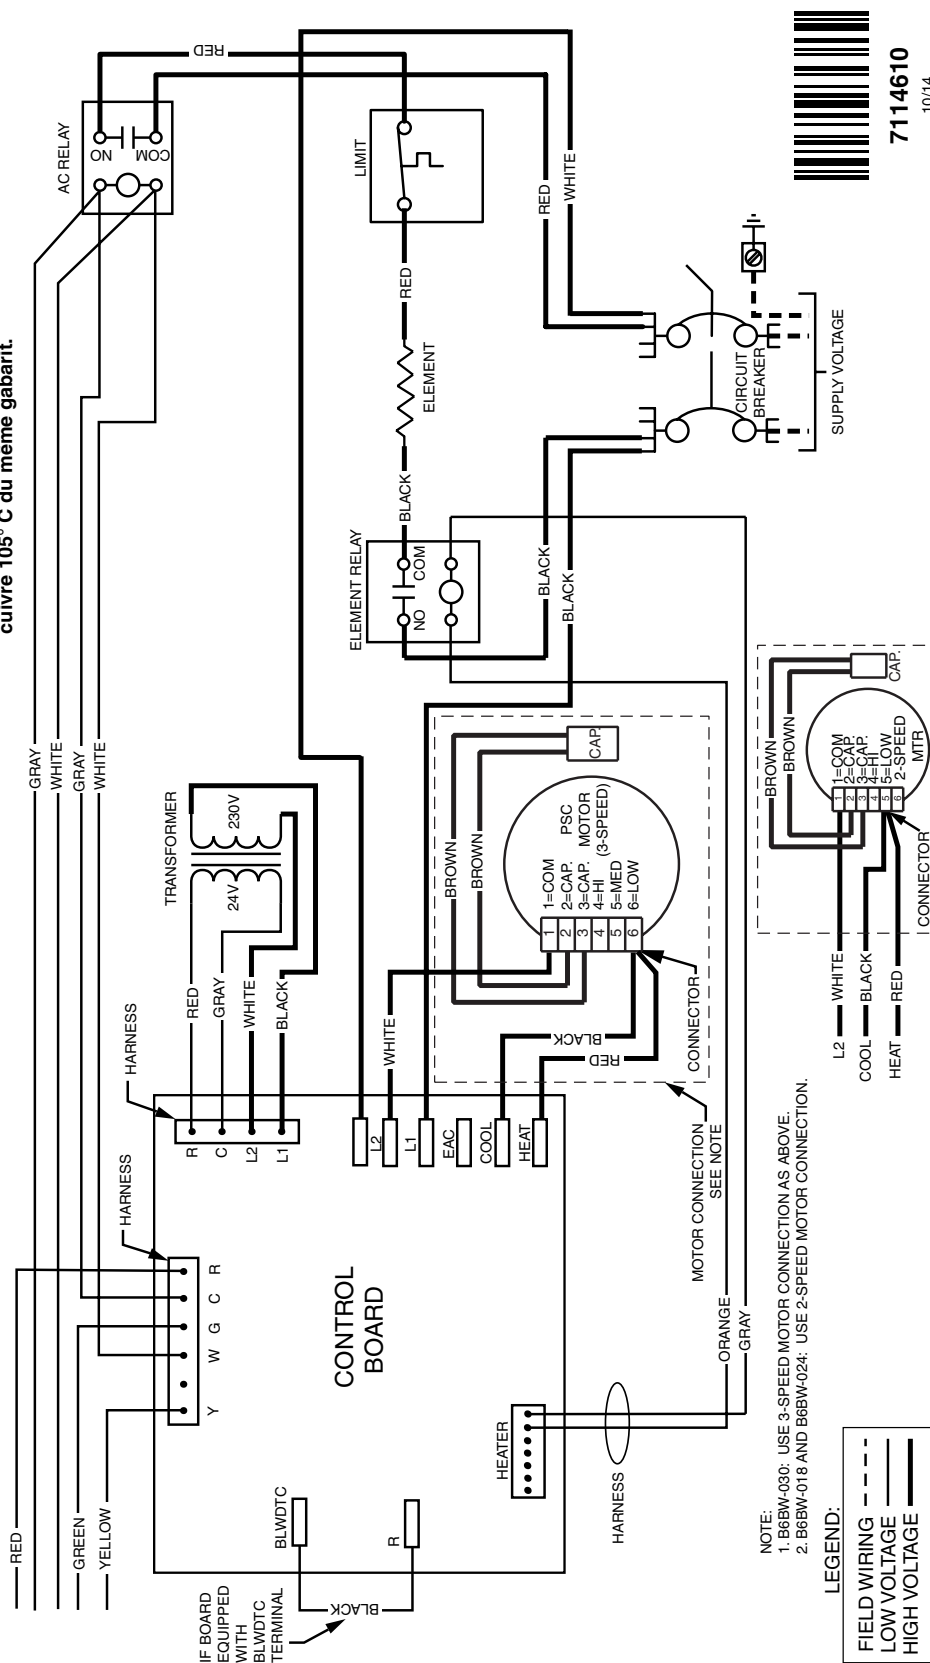 cuivre 105° C du meme gabarit.
GRAY
WHITE
GRAY
WHITE
RED
GREEN
YELLOW
AC RELAY
NO
COM
RED
TRANSFORMER
24V
230V
HARNESS
RED
GRAY
WHITE
BLACK
R
C
L2
L1
HARNESS
Y
W
G
C
R
CONTROL
BOARD
IF BOARD
EQUIPPED
WITH
BLWDTC
TERMINAL
BLACK
BLWDTC
R
HEATER
HARNESS
L2
L1
EAC
COOL
HEAT
WHITE
BLACK
RED
BROWN
BROWN
CAP.
PSC
MOTOR
(3-SPEED)
1=COM
2=CAP.
3=CAP.
4=HI
5=MED
6=LOW
1
2
3
4
5
6
CONNECTOR
MOTOR CONNECTION
SEE NOTE
ORANGE
GRAY
ELEMENT RELAY
NO
COM
BLACK
ELEMENT
RED
LIMIT
BLACK
BLACK
RED
WHITE
CIRCUIT
BREAKER
SUPPLY VOLTAGE
7114610
10/14
NOTE:
1. B6BW-030: USE 3-SPEED MOTOR CONNECTION AS ABOVE.
2. B6BW-018 AND B6BW-024: USE 2-SPEED MOTOR CONNECTION.
L2
COOL
HEAT
WHITE
BLACK
RED
BROWN
BROWN
CAP.
1=COM
2=CAP.
3=CAP.
4=HI
5=LOW
2-SPEED
MTR
1
2
3
4
5
6
CONNECTOR
LEGEND:
FIELD WIRING
LOW VOLTAGE
HIGH VOLTAGE